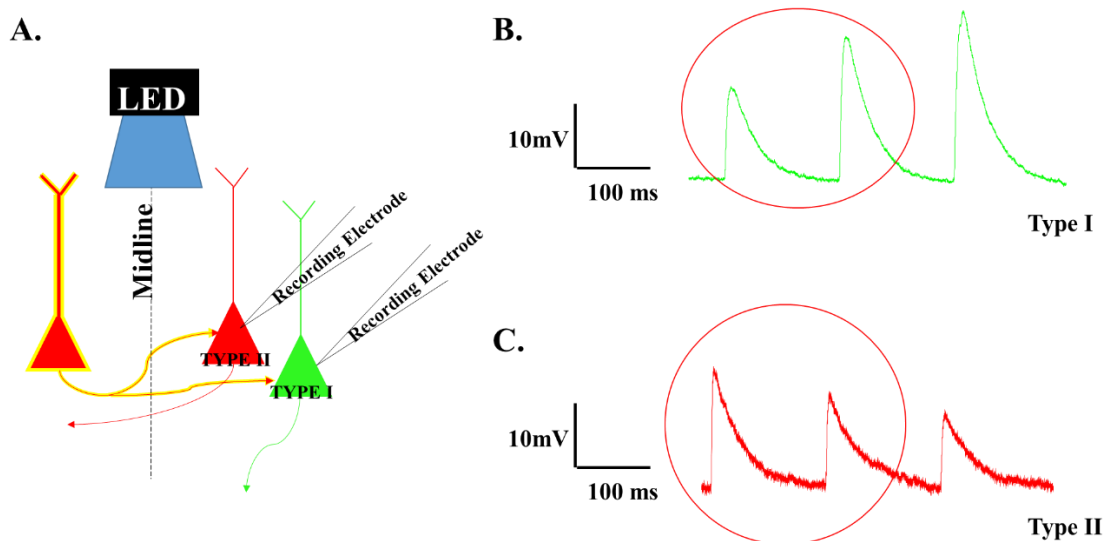 A.
LED
Midline
Recording Electrode
Recording Electrode
TYPE II
TYPE I
B.
10mV
100 ms
Type I
C.
10mV
100 ms
Type II